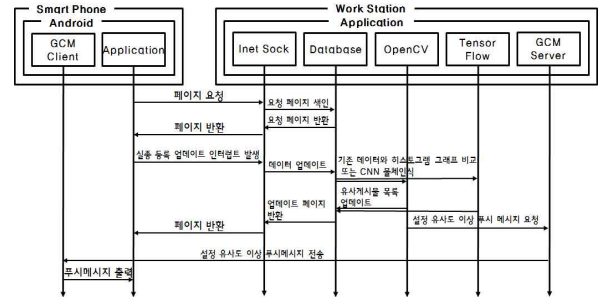 Smart Phone
Android
GCM
Client
Application
Work Station
Application
Inet Sock
Database
OpenCV
Tensor
Flow
GCM
Server
페이지 요청
요청 페이지 색인
요청 페이지 반환
페이지 반환
실종 등록 업데이트 인터럽트 발생
데이터 업데이트
기존 데이터와 히스토그램 그래프 비교
또는 CNN 물체인식
유사게시물 목록
업데이트
업데이트 페이지
반환
페이지 반환
설정 유사도 이상 푸시 메시지 요청
설정 유사도 이상 푸시메시지 전송
푸시메시지 출력